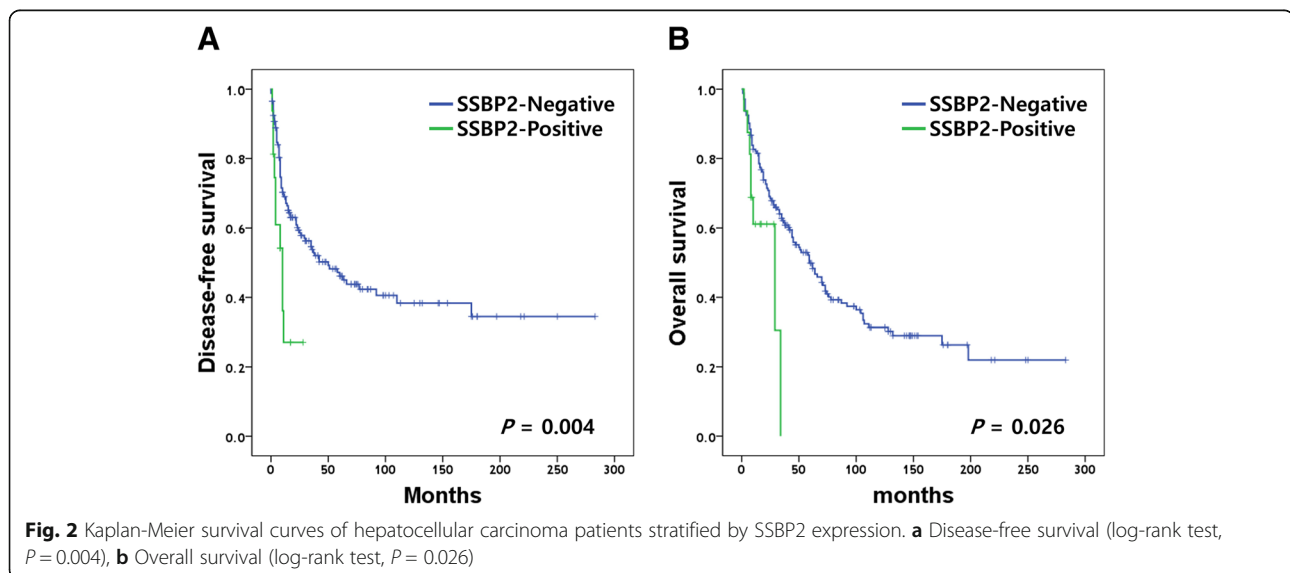 A
B
1.0
0.8
0.6
0.4
0.2
0.0
Disease-free survival
SSBP2-Negative
SSBP2-Positive
P = 0.004
0 50 100 150 200 250 300
Months
1.0
0.8
0.6
0.4
0.2
0.0
Overall survival
SSBP2-Negative
SSBP2-Positive
P = 0.026
0 50 100 150 200 250 300
months
Fig. 2 Kaplan-Meier survival curves of hepatocellular carcinoma patients stratified by SSBP2 expression. a Disease-free survival (log-rank test,
P = 0.004), b Overall survival (log-rank test, P = 0.026)